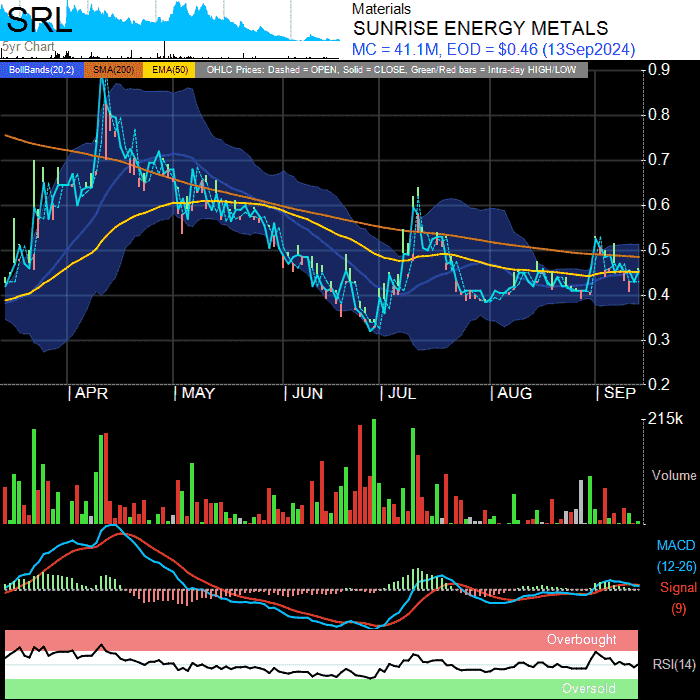 SRL
5yr Chart
Materials
SUNRISE ENERGY METALS
MC = 41.1M, EOD = $0.46 (13Sep2024)
BollBands(20,2) SMA(200) EMA(50) OHLC Prices: Dashed = OPEN, Solid = CLOSE, Green/Red bars = Intra-day HIGH/LOW
0.9
0.8
0.7
0.6
0.5
0.4
0.3
0.2
| APR | MAY | JUN | JUL | AUG | SEP
215k
Volume
MACD
(12-26)
Signal
(9)
Overbought
RSI(14)
Oversold